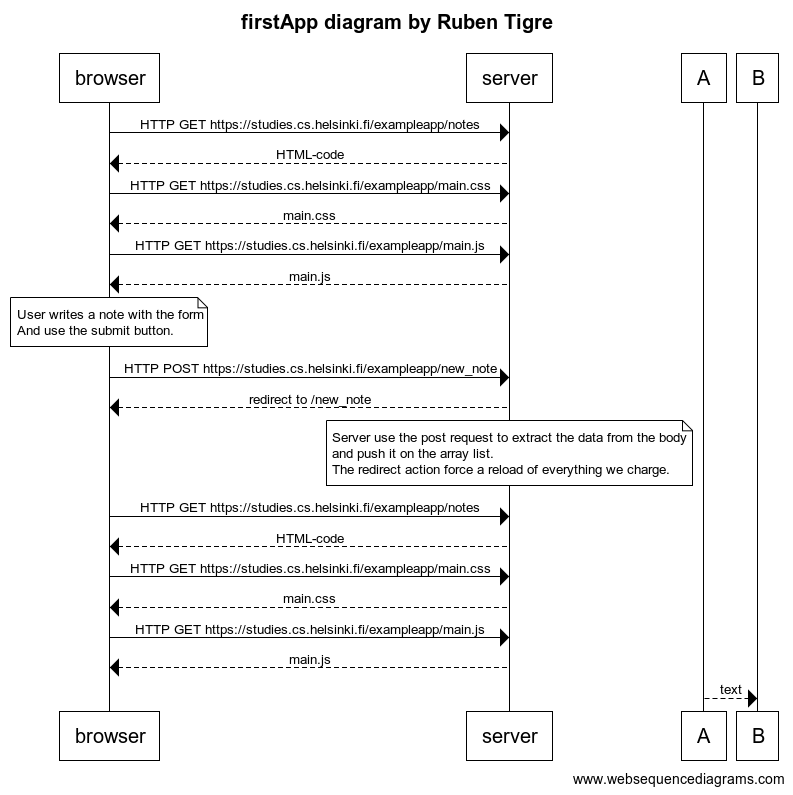 firstApp diagram by Ruben Tigre
browser
server
A
B
HTTP GET https://studies.cs.helsinki.fi/exampleapp/notes
HTML-code
HTTP GET https://studies.cs.helsinki.fi/exampleapp/main.css
main.css
HTTP GET https://studies.cs.helsinki.fi/exampleapp/main.js
main.js
User writes a note with the form
And use the submit button.
HTTP POST https://studies.cs.helsinki.fi/exampleapp/new_note
redirect to /new_note
Server use the post request to extract the data from the body
and push it on the array list.
The redirect action force a reload of everything we charge.
HTTP GET https://studies.cs.helsinki.fi/exampleapp/notes
HTML-code
HTTP GET https://studies.cs.helsinki.fi/exampleapp/main.css
main.css
HTTP GET https://studies.cs.helsinki.fi/exampleapp/main.js
main.js
text
browser
server
A
B
www.websequencediagrams.com